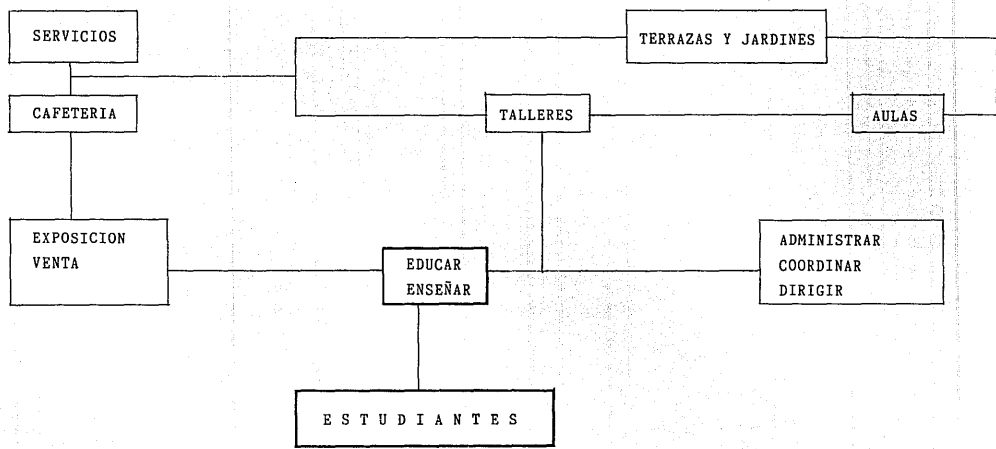 SERVICIOS
TERRAZAS Y JARDINES
CAFETERIA
TALLERES
AULAS
EXPOSICION
VENTA
EDUCAR
ENSEÑAR
ADMINISTRAR
COORDINAR
DIRIGIR
E S T U D I A N T E S